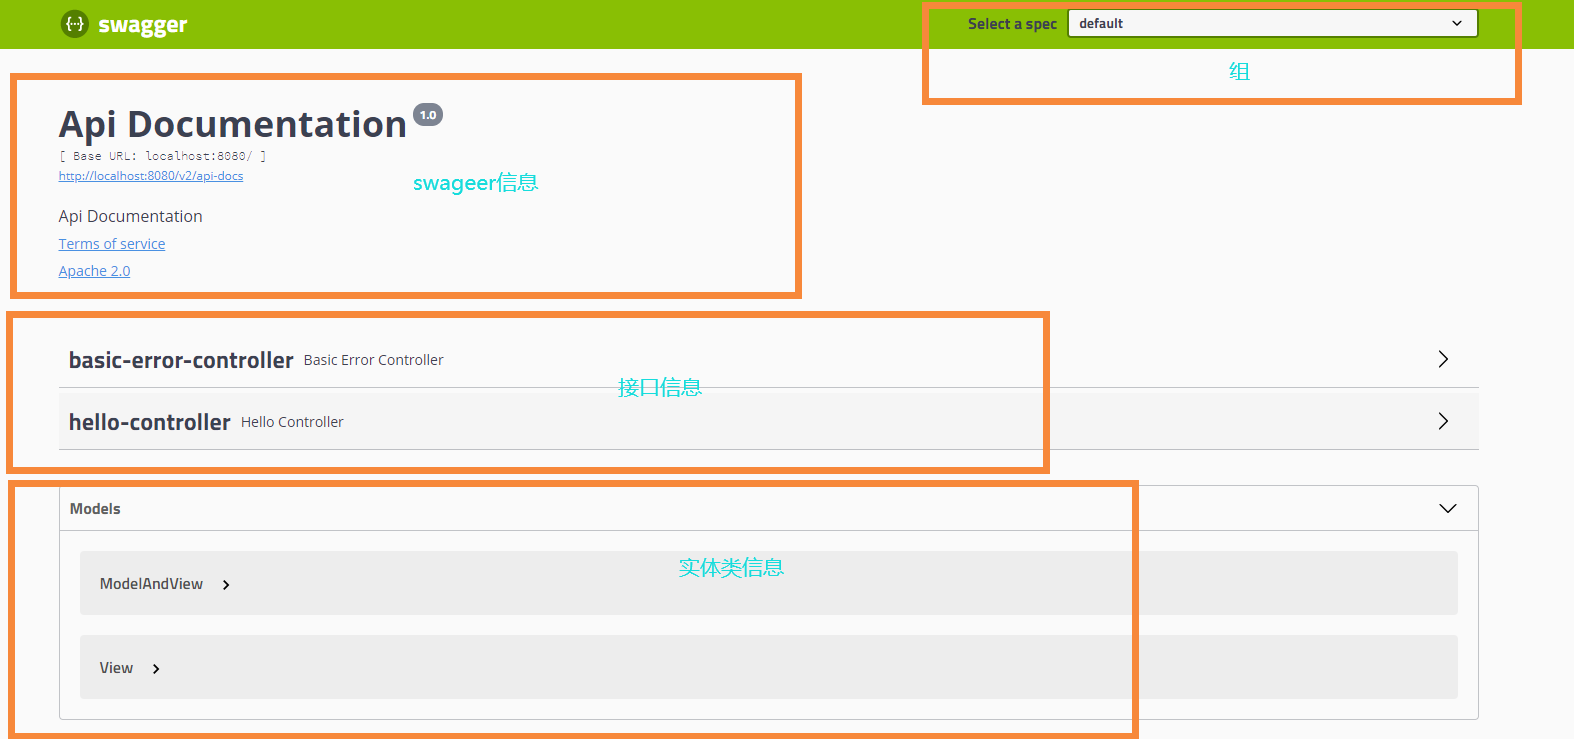 swagger
Select a spec default
组
Api Documentation 1.0
[ Base URL: localhost:8080/ ]
http://localhost:8080/v2/api-docs
swageer信息
Api Documentation
Terms of service
Apache 2.0
basic-error-controller Basic Error Controller
接口信息
hello-controller Hello Controller
Models
实体类信息
ModelAndView
View